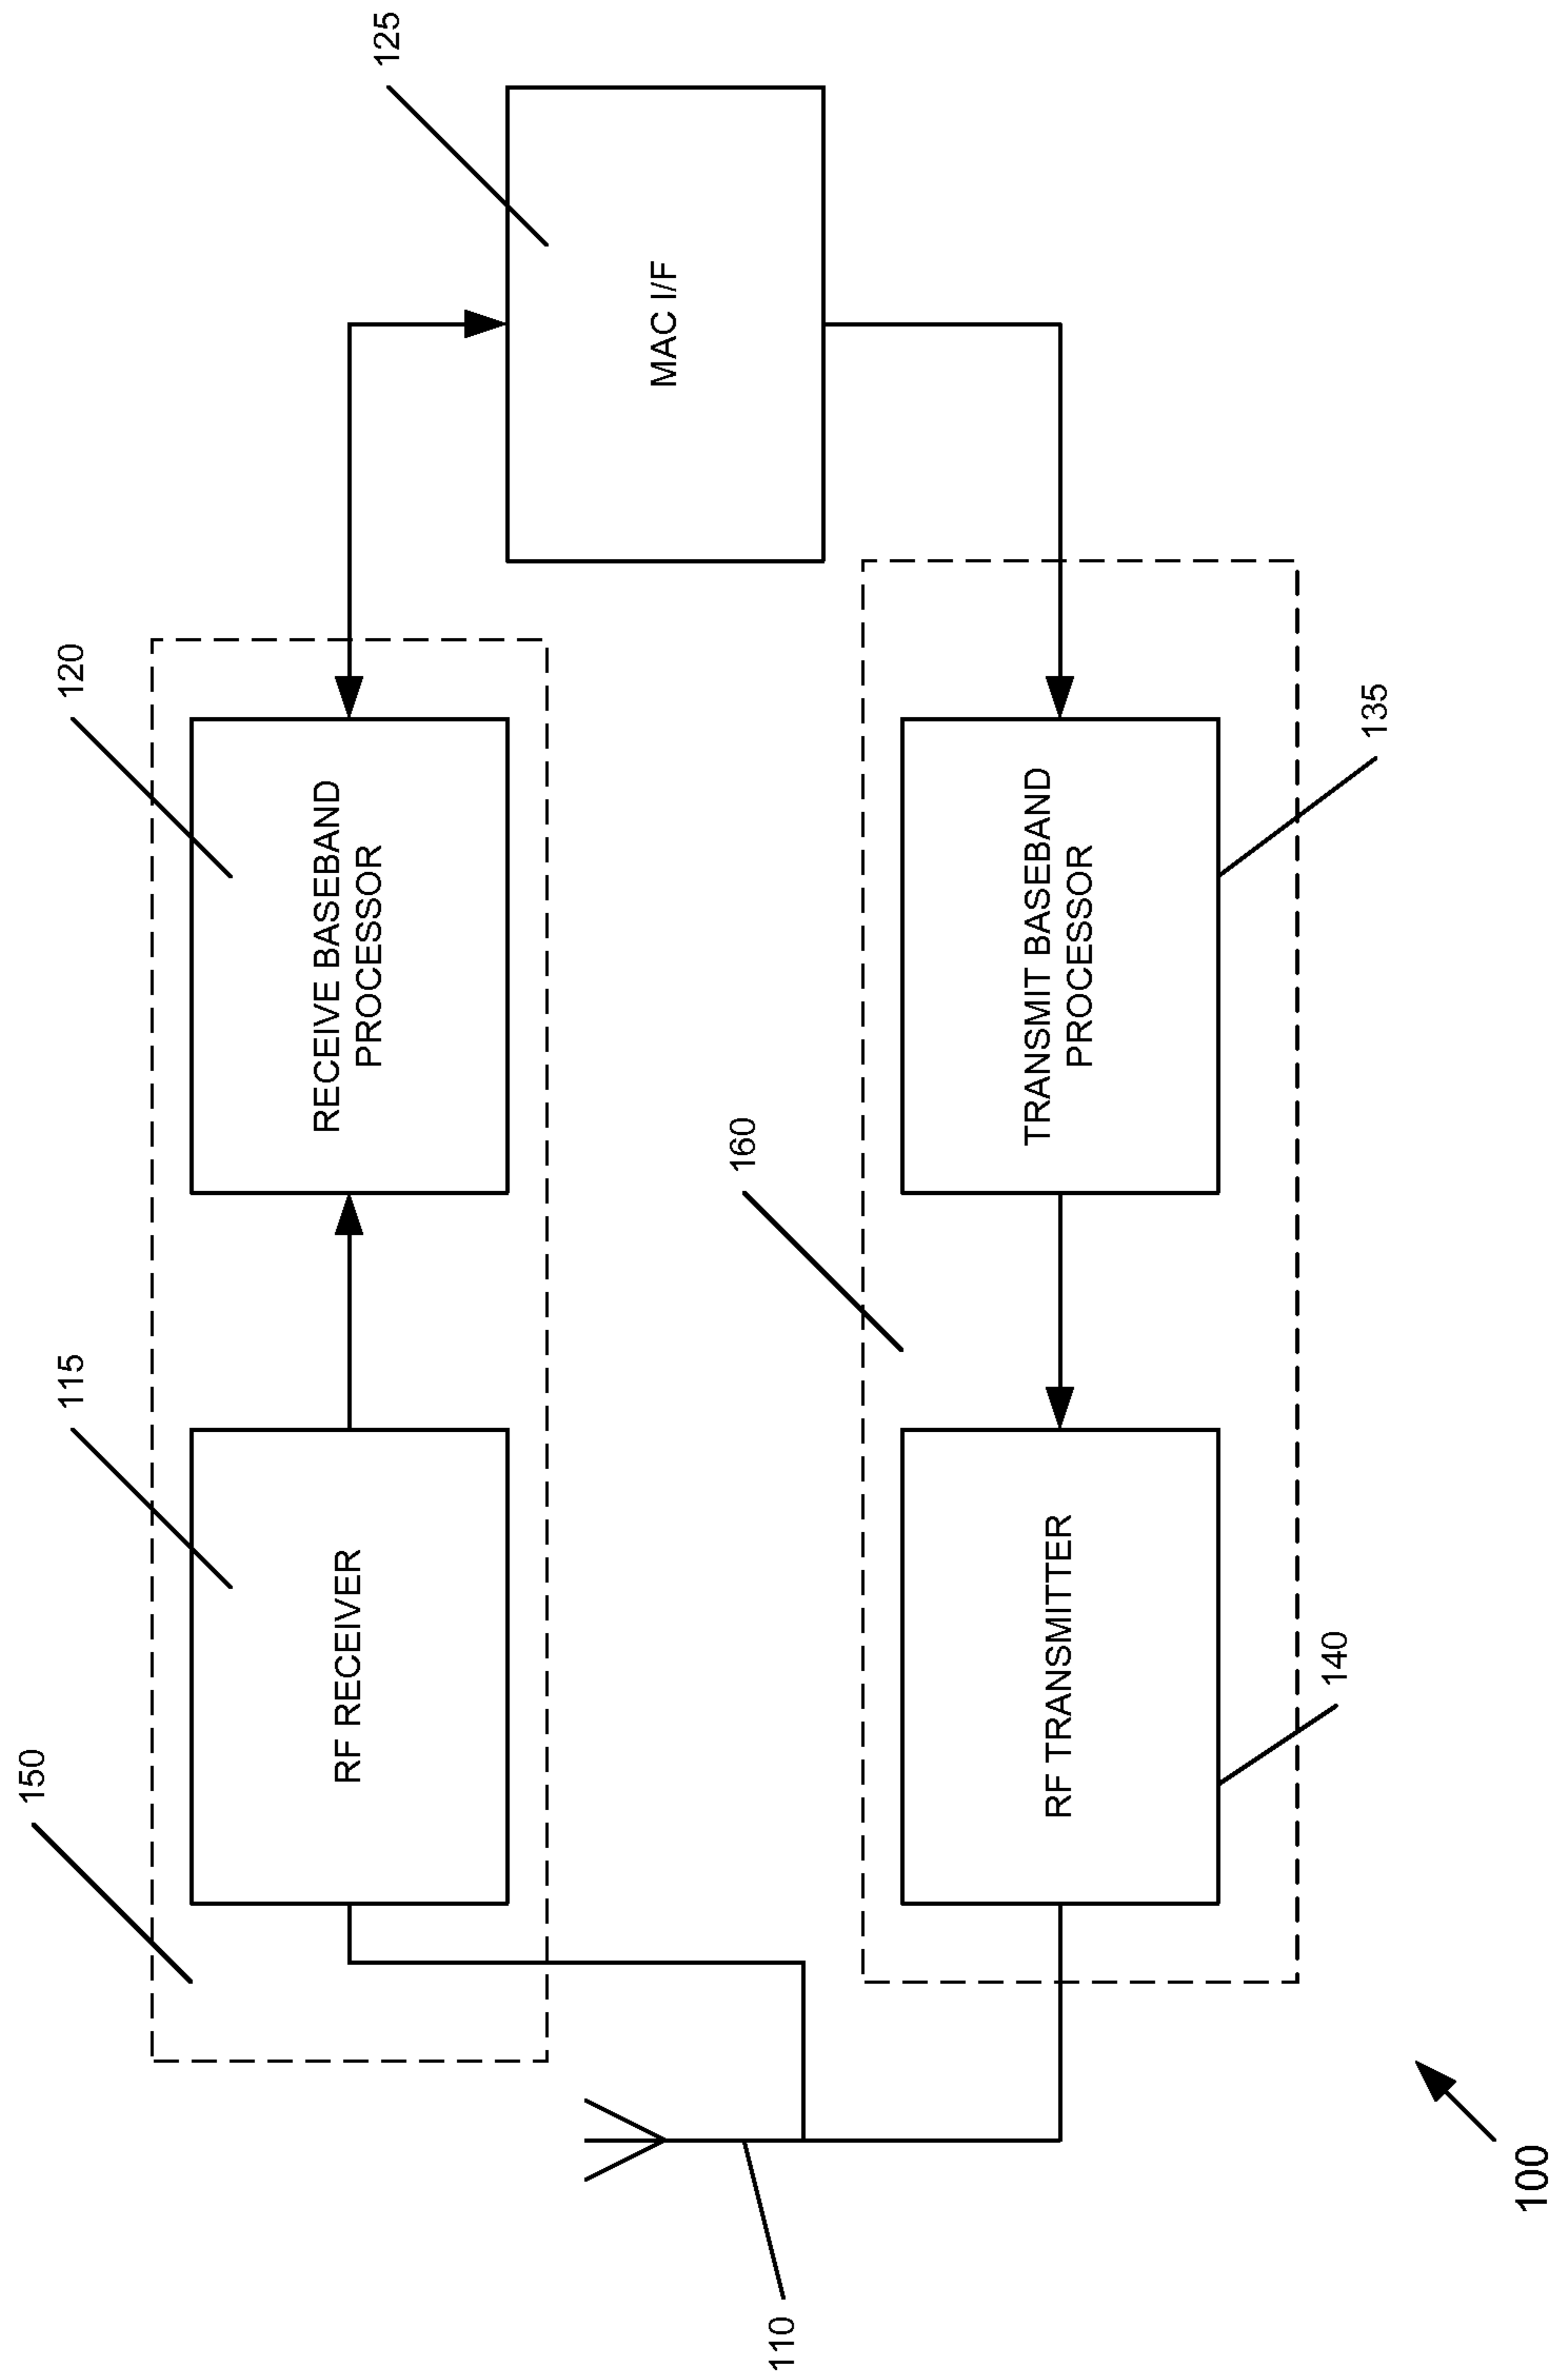 150
115
120
125
RF RECEIVER
RECEIVE BASEBAND
PROCESSOR
MAC I/F
110
160
RF TRANSMITTER
TRANSMIT BASEBAND
PROCESSOR
140
135
100